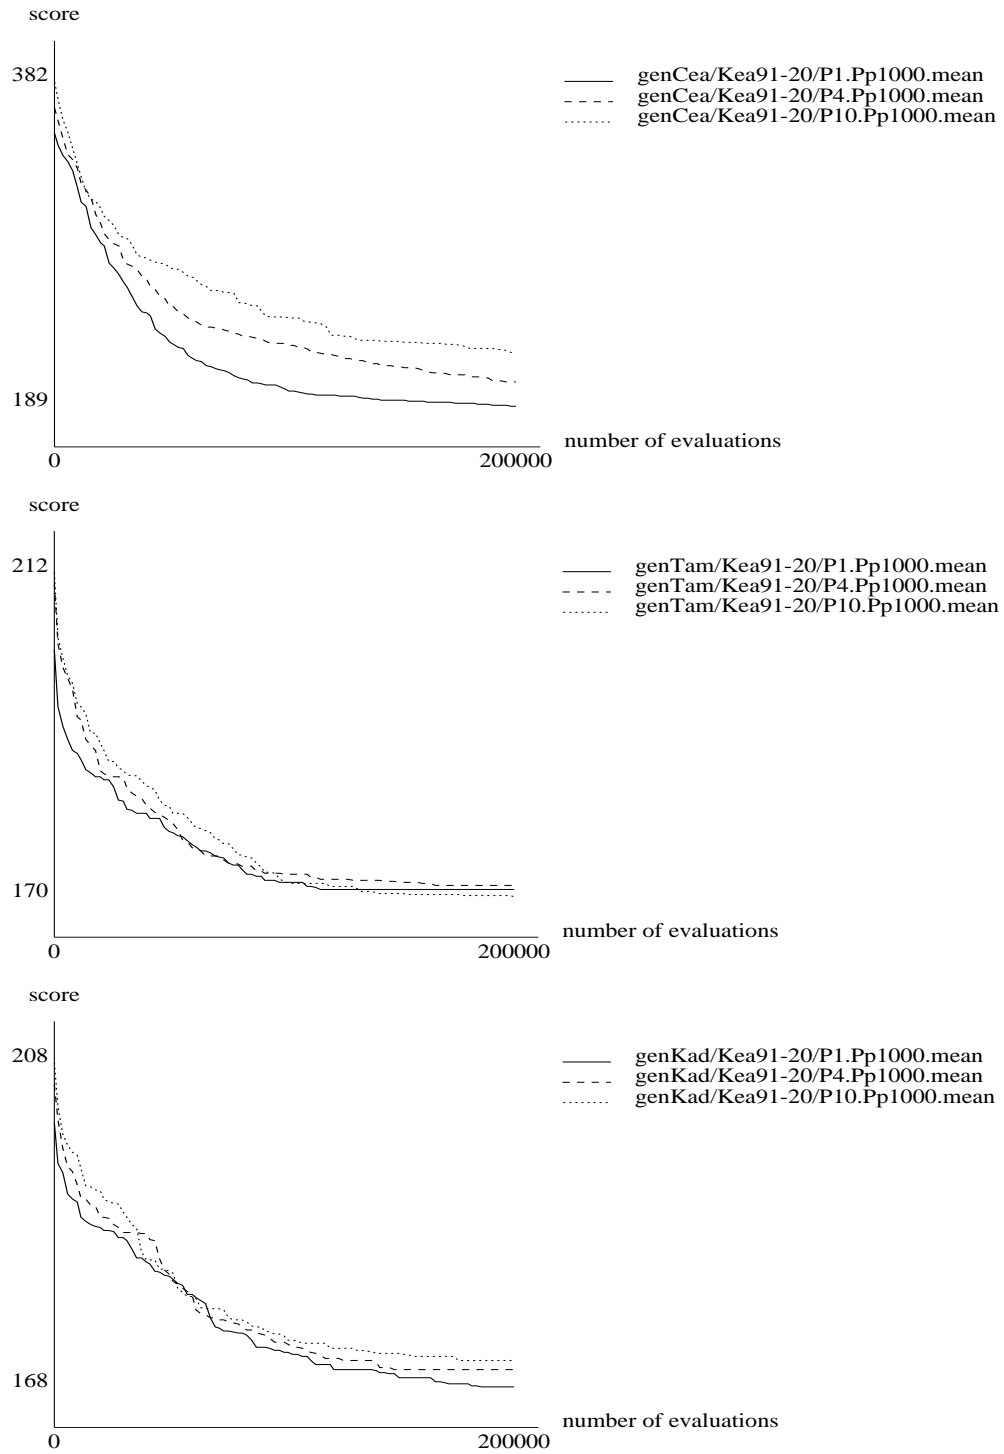 score
382
genCea/Kea91-20/P1.Pp1000.mean
genCea/Kea91-20/P4.Pp1000.mean
genCea/Kea91-20/P10.Pp1000.mean
189
number of evaluations
0 200000
score
212
genTam/Kea91-20/P1.Pp1000.mean
genTam/Kea91-20/P4.Pp1000.mean
genTam/Kea91-20/P10.Pp1000.mean
170
number of evaluations
0 200000
score
208
genKad/Kea91-20/P1.Pp1000.mean
genKad/Kea91-20/P4.Pp1000.mean
genKad/Kea91-20/P10.Pp1000.mean
168
number of evaluations
0 200000